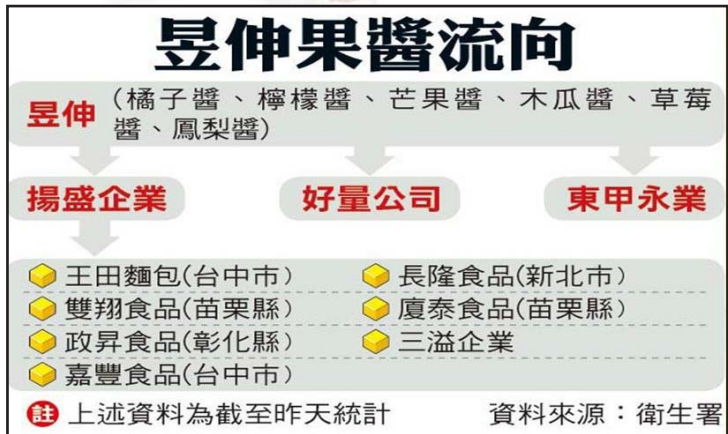 昱伸果醬流向
昱伸(橘子醬、檸檬醬、芒果醬、木瓜醬、草莓
醬、鳳梨醬)
揚盛企業 好量公司 東甲永業
王田麵包(台中市) 長隆食品(新北市)
雙翔食品(苗栗縣) 廈泰食品(苗栗縣)
政昇食品(彰化縣) 三溢企業
嘉豐食品(台中市)
註 上述資料為截至昨天統計 資料來源：衛生署